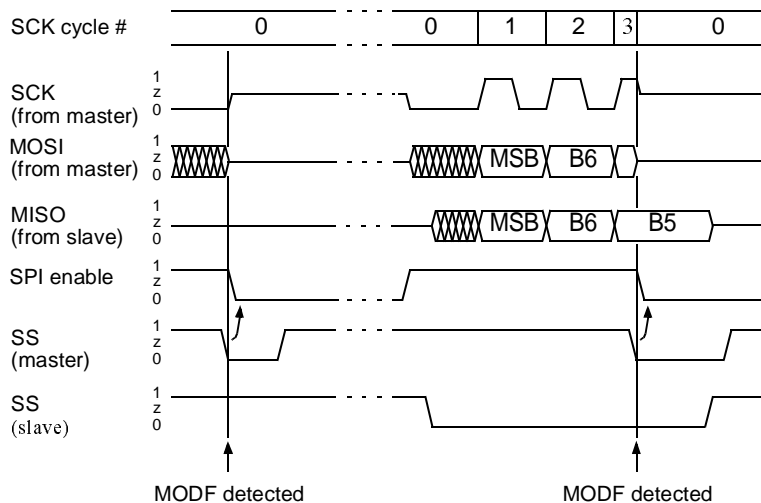 SCK cycle # 0 0 1 2 3 0
SCK
(from master)
1
z
0
MOSI
(from master)
1
z
0
MSB B6
MISO
(from slave)
1
z
0
MSB B6 B5
SPI enable
1
z
0
SS
(master)
1
z
0
SS
(slave)
1
z
0
MODF detected MODF detected